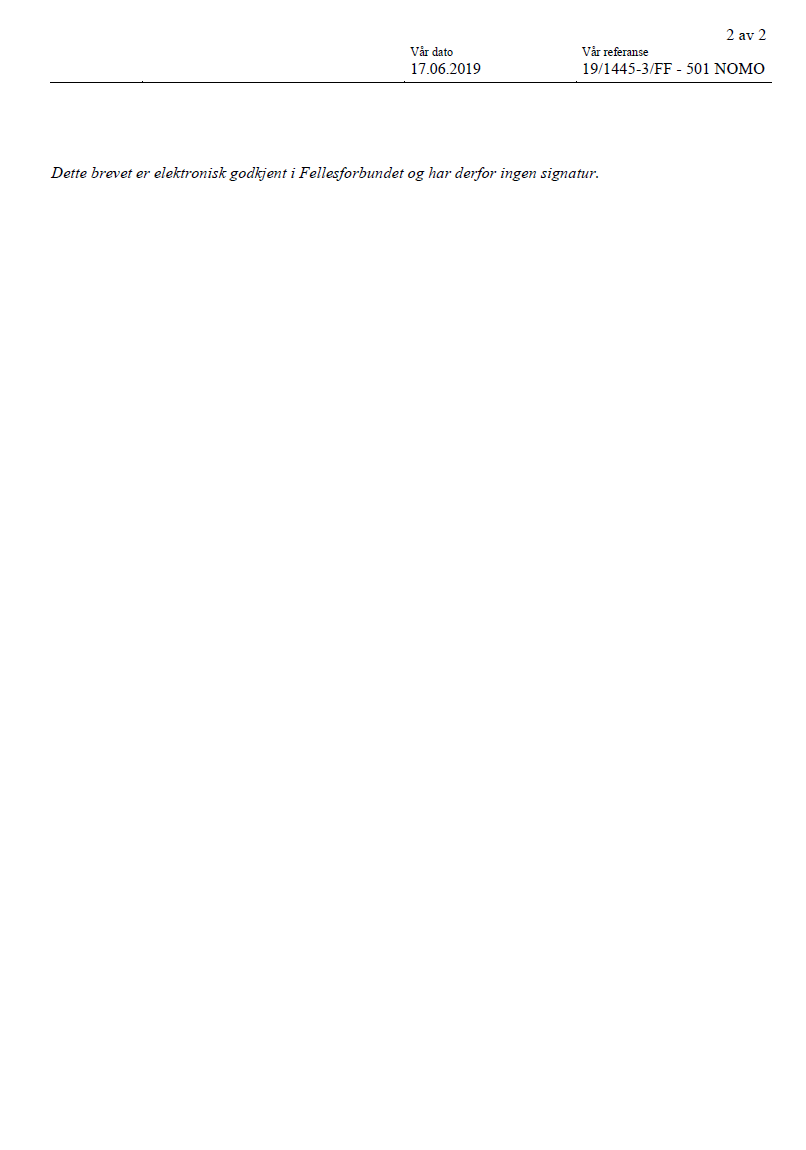 2 av 2
Vår dato
Vår referanse
17.06.2019
19/1445-3/FF - 501 NOMO
Dette brevet er elektronisk godkjent i Fellesforbundet og har derfor ingen signatur.